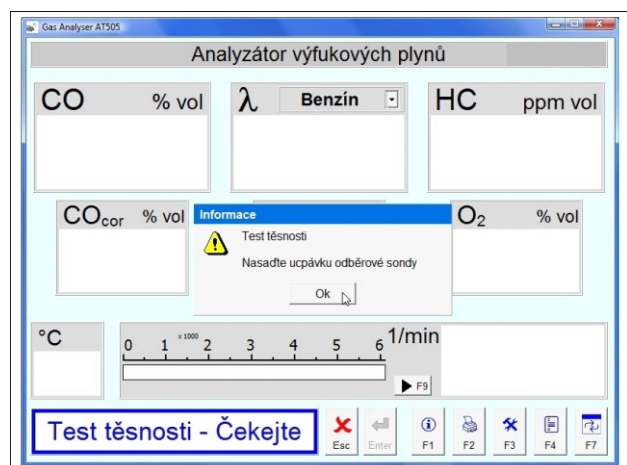 Gas Analyser AT505
Analyzátor výfukových plynů
CO % vol
λ Benzín
HC ppm vol
COcor % vol
O2 % vol
Informace
Test těsnosti
Nasaďte ucpávku odběrové sondy
Ok
°C
0 1 x 1000 2 3 4 5 6 1/min
F9
Test těsnosti - Čekejte
Esc Enter F1 F2 F3 F4 F7